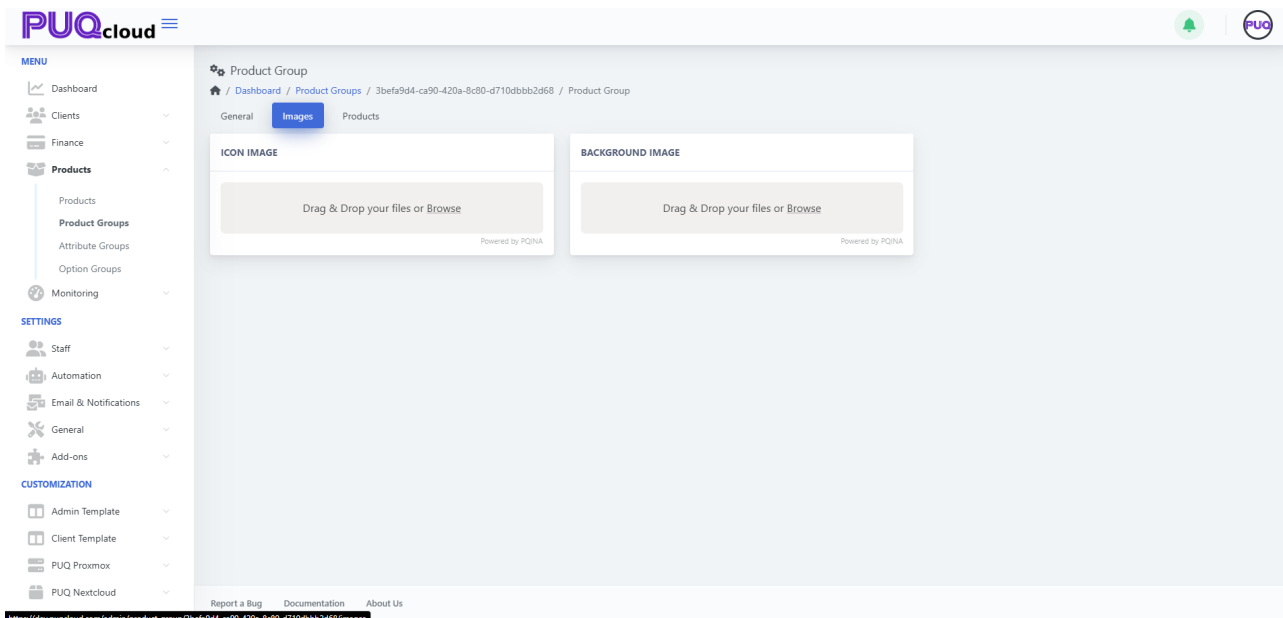 PUQcloud
PUQ
MENU
Dashboard
Clients
Finance
Products
Products
Product Groups
Attribute Groups
Option Groups
Monitoring
SETTINGS
Staff
Automation
Email & Notifications
General
Add-ons
CUSTOMIZATION
Admin Template
Client Template
PUQ Proxmox
PUQ Nextcloud
Product Group
/ Dashboard / Product Groups / 3befa9d4-ca90-420a-8c80-d710dbbb2d68 / Product Group
General Images Products
ICON IMAGE
Drag & Drop your files or Browse
Powered by PQINA
BACKGROUND IMAGE
Drag & Drop your files or Browse
Powered by PQINA
Report a Bug Documentation About Us